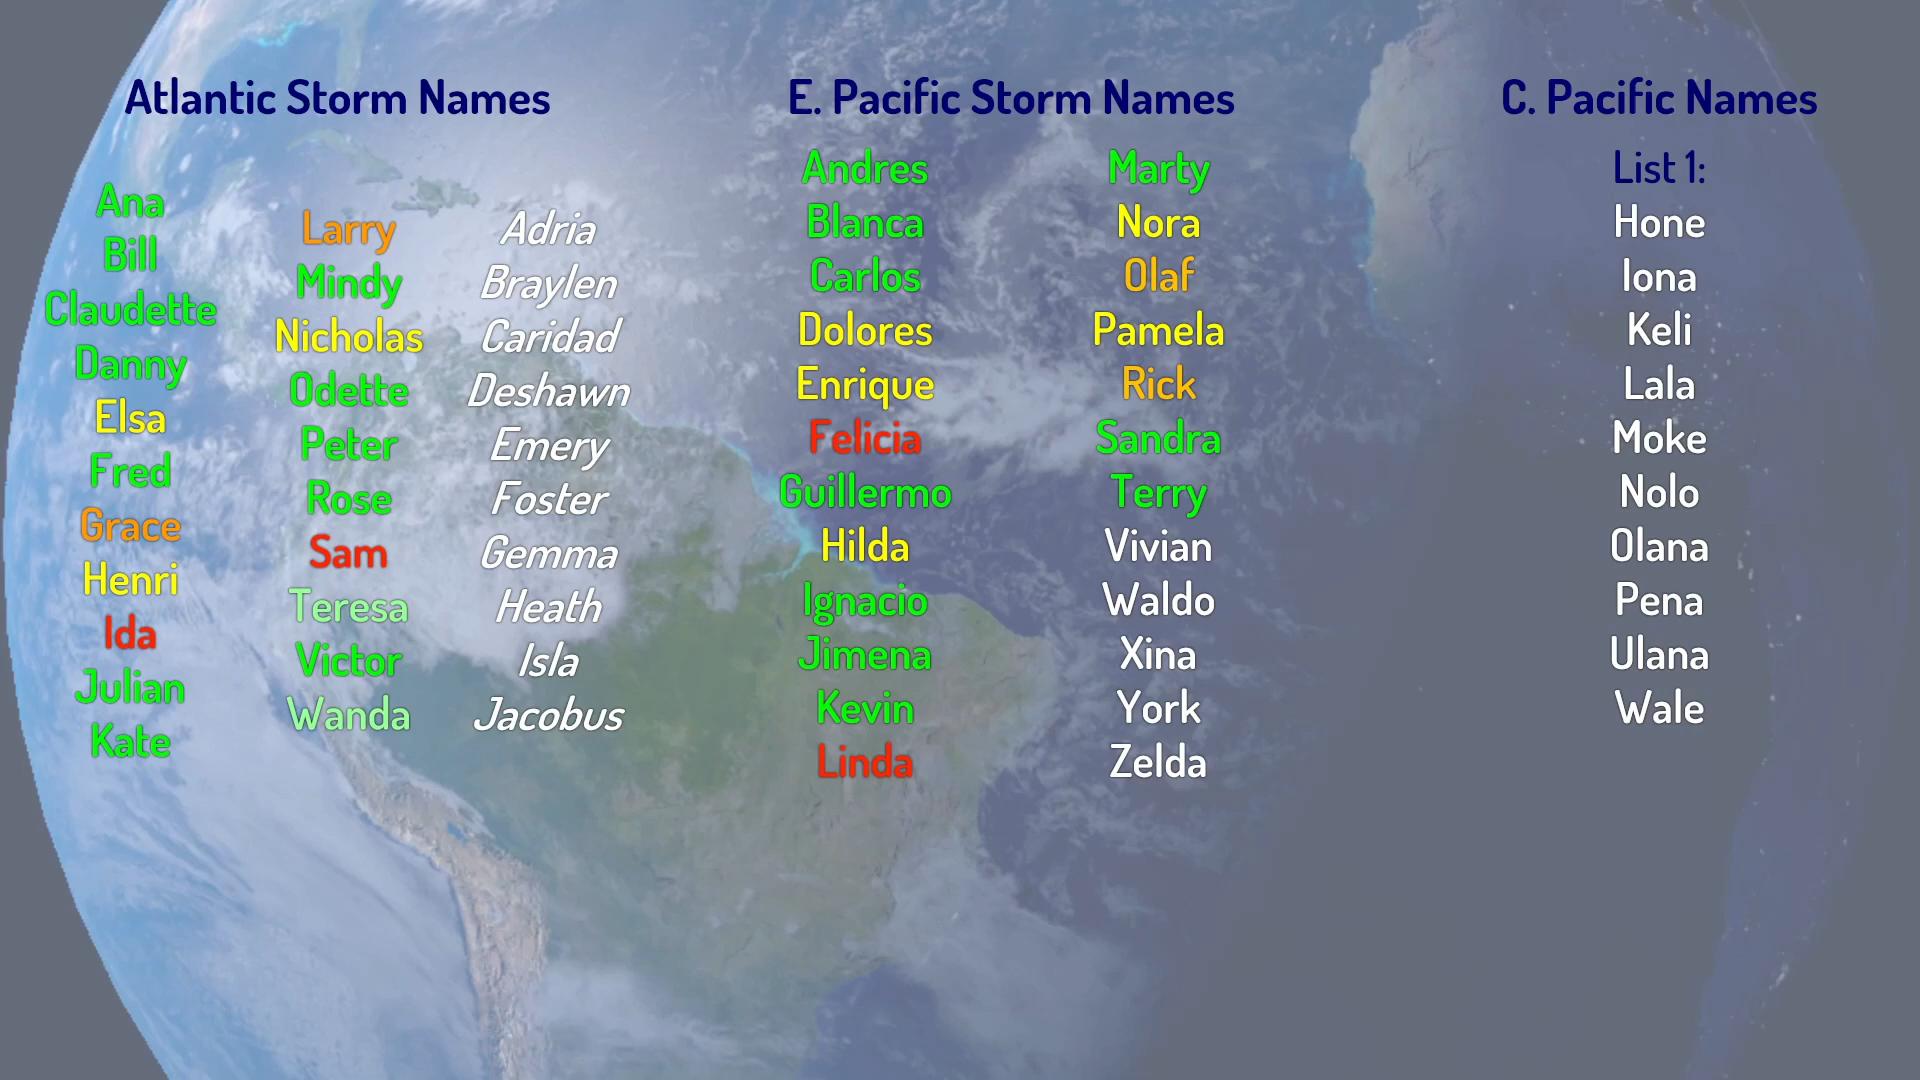 Atlantic Storm Names
Ana
Bill
Claudette
Danny
Elsa
Fred
Grace
Henri
Ida
Julian
Kate
Larry
Mindy
Nicholas
Odette
Peter
Rose
Sam
Teresa
Victor
Wanda
Adria
Braylen
Caridad
Deshawn
Emery
Foster
Gemma
Heath
Isla
Jacobus
E. Pacific Storm Names
Andres
Blanca
Carlos
Dolores
Enrique
Felicia
Guillermo
Hilda
Ignacio
Jimena
Kevin
Linda
Marty
Nora
Olaf
Pamela
Rick
Sandra
Terry
Vivian
Waldo
Xina
York
Zelda
C. Pacific Names
List 1:
Hone
Iona
Keli
Lala
Moke
Nolo
Olana
Pena
Ulana
Wale